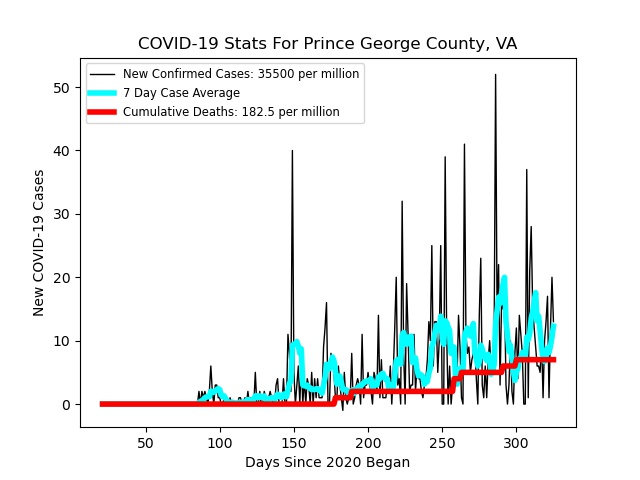 COVID-19 Stats For Prince George County, VA
New Confirmed Cases: 35500 per million
7 Day Case Average
Cumulative Deaths: 182.5 per million
New COVID-19 Cases
50
40
30
20
10
0
50
100
150
200
250
300
Days Since 2020 Began